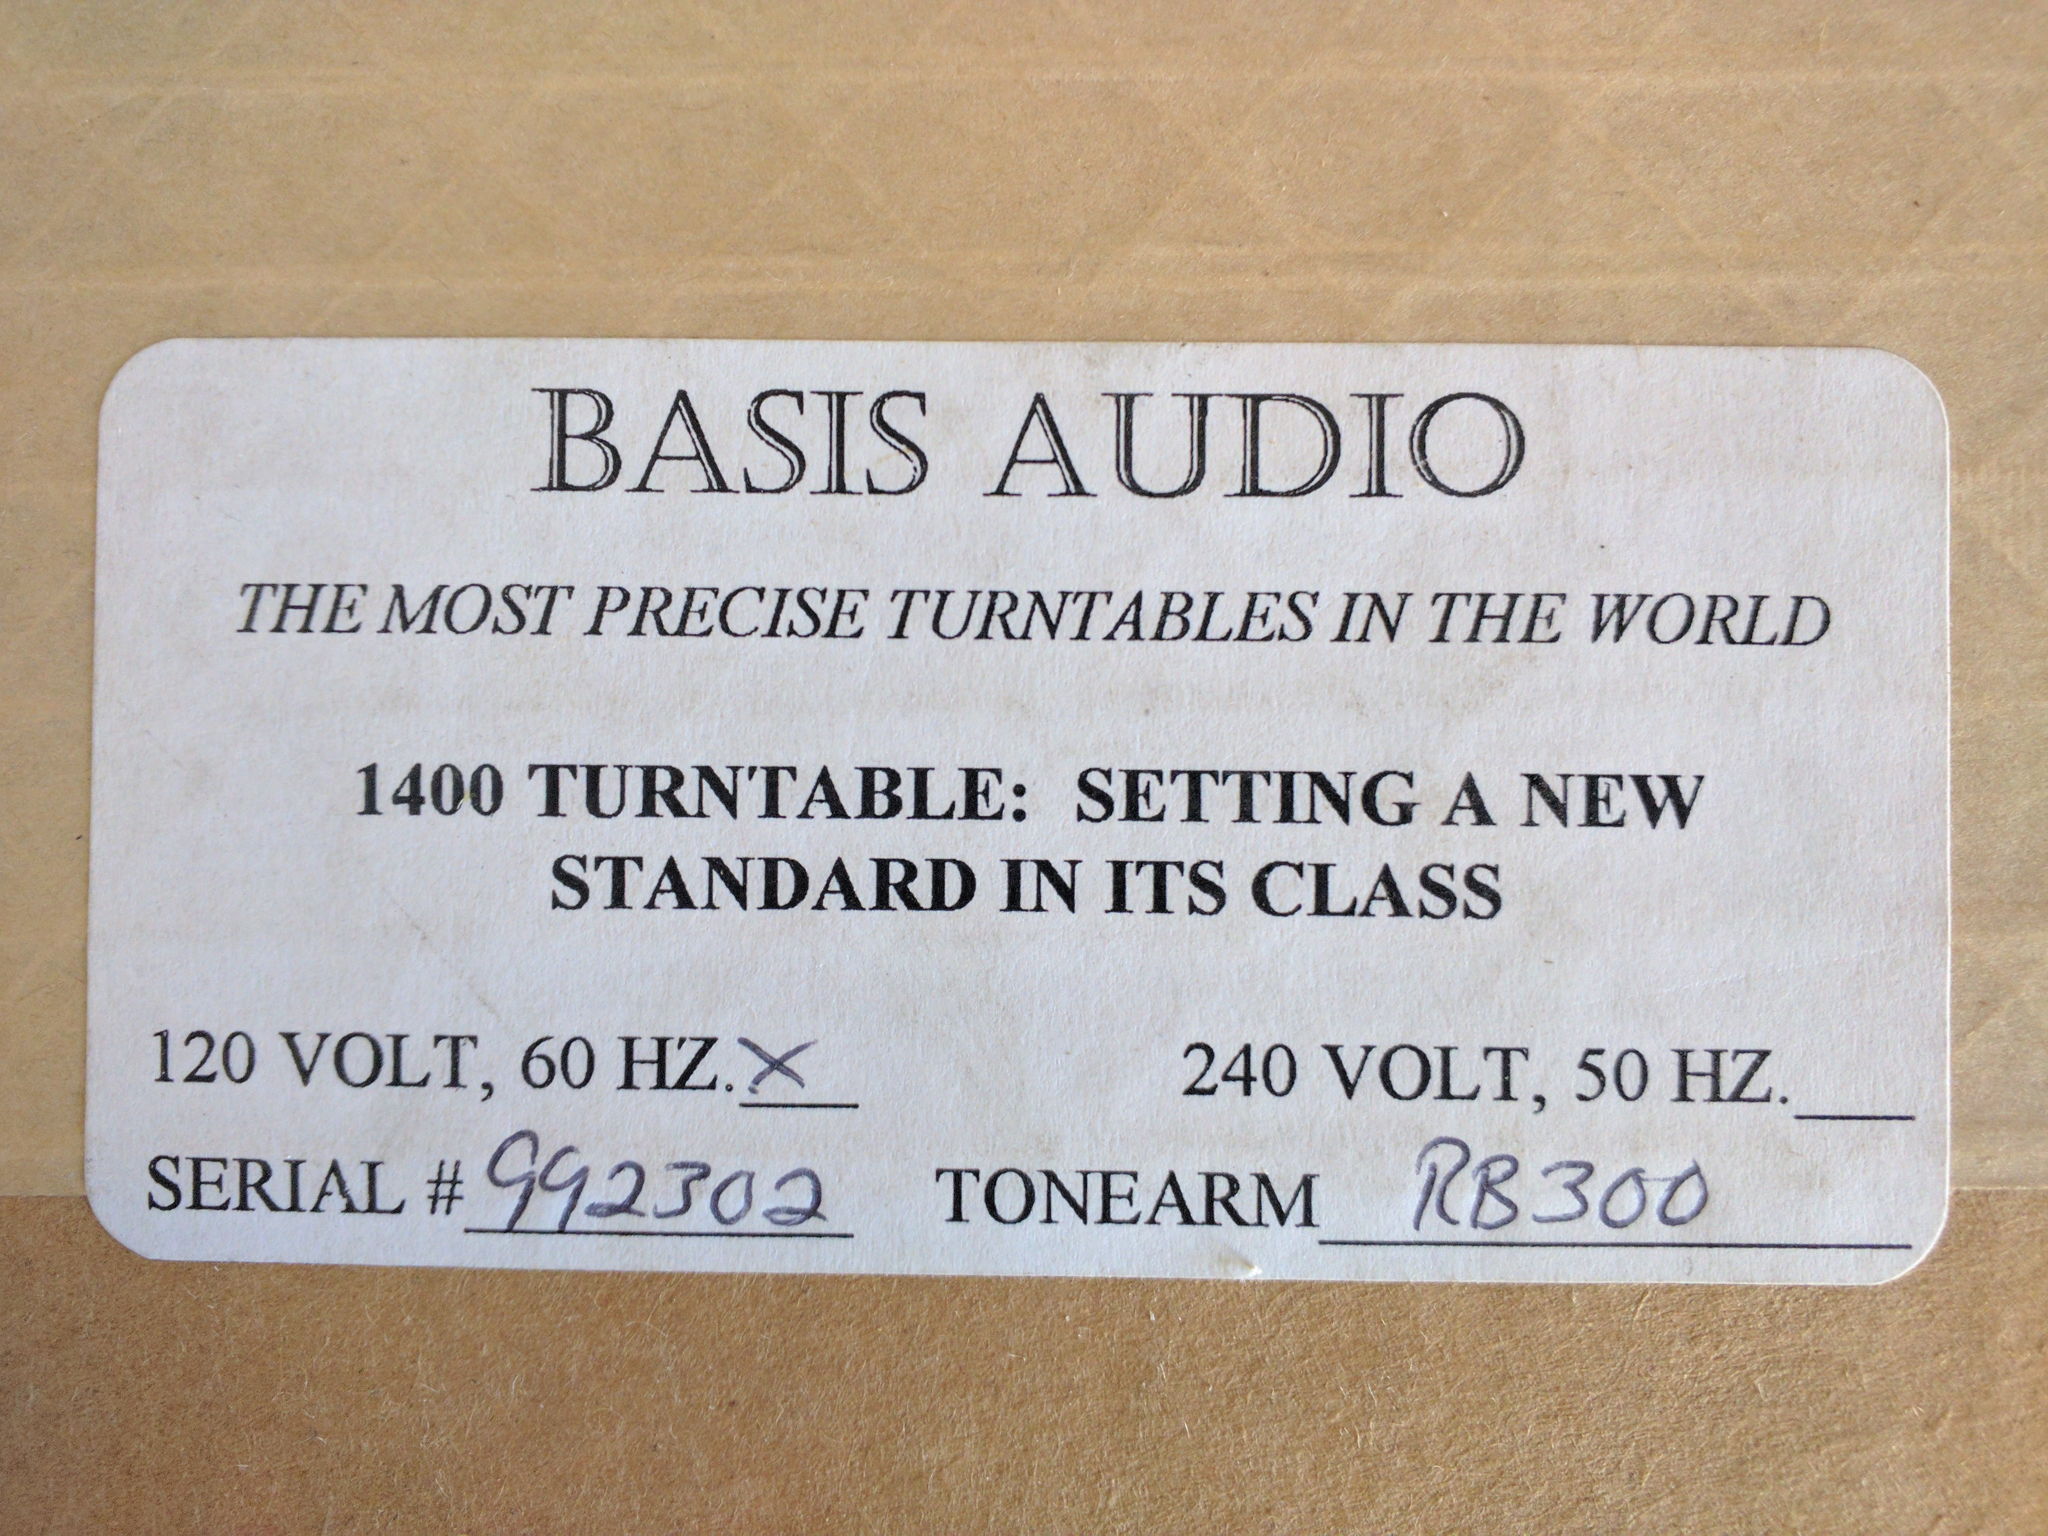 BASIS AUDIO
THE MOST PRECISE TURNTABLES IN THE WORLD
1400 TURNTABLE: SETTING A NEW
STANDARD IN ITS CLASS
120 VOLT, 60 HZ. X 240 VOLT, 50 HZ.
SERIAL # 992302 TONEARM RB300